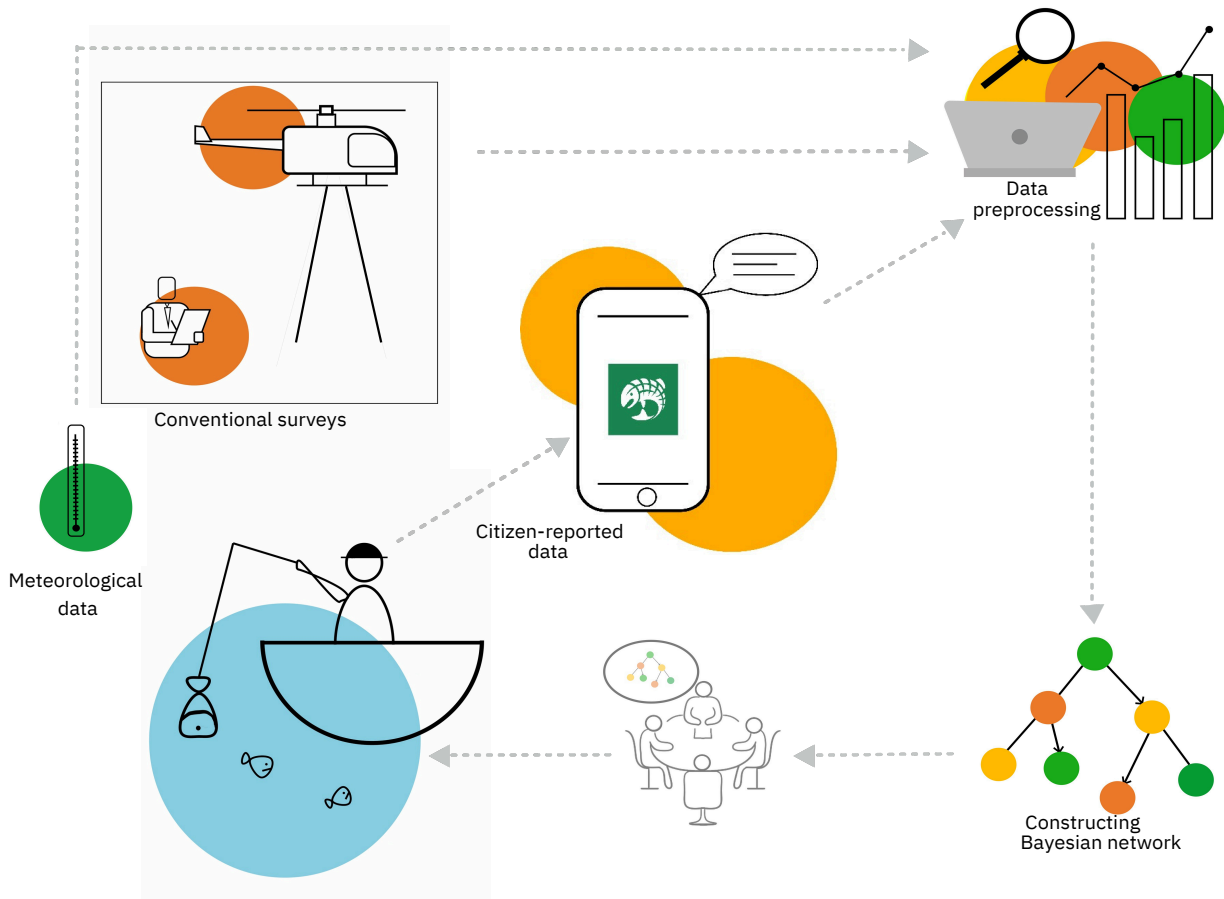 Data
preprocessing
Conventional surveys
Citizen-reported
data
Meteorological
data
Constructing
Bayesian network